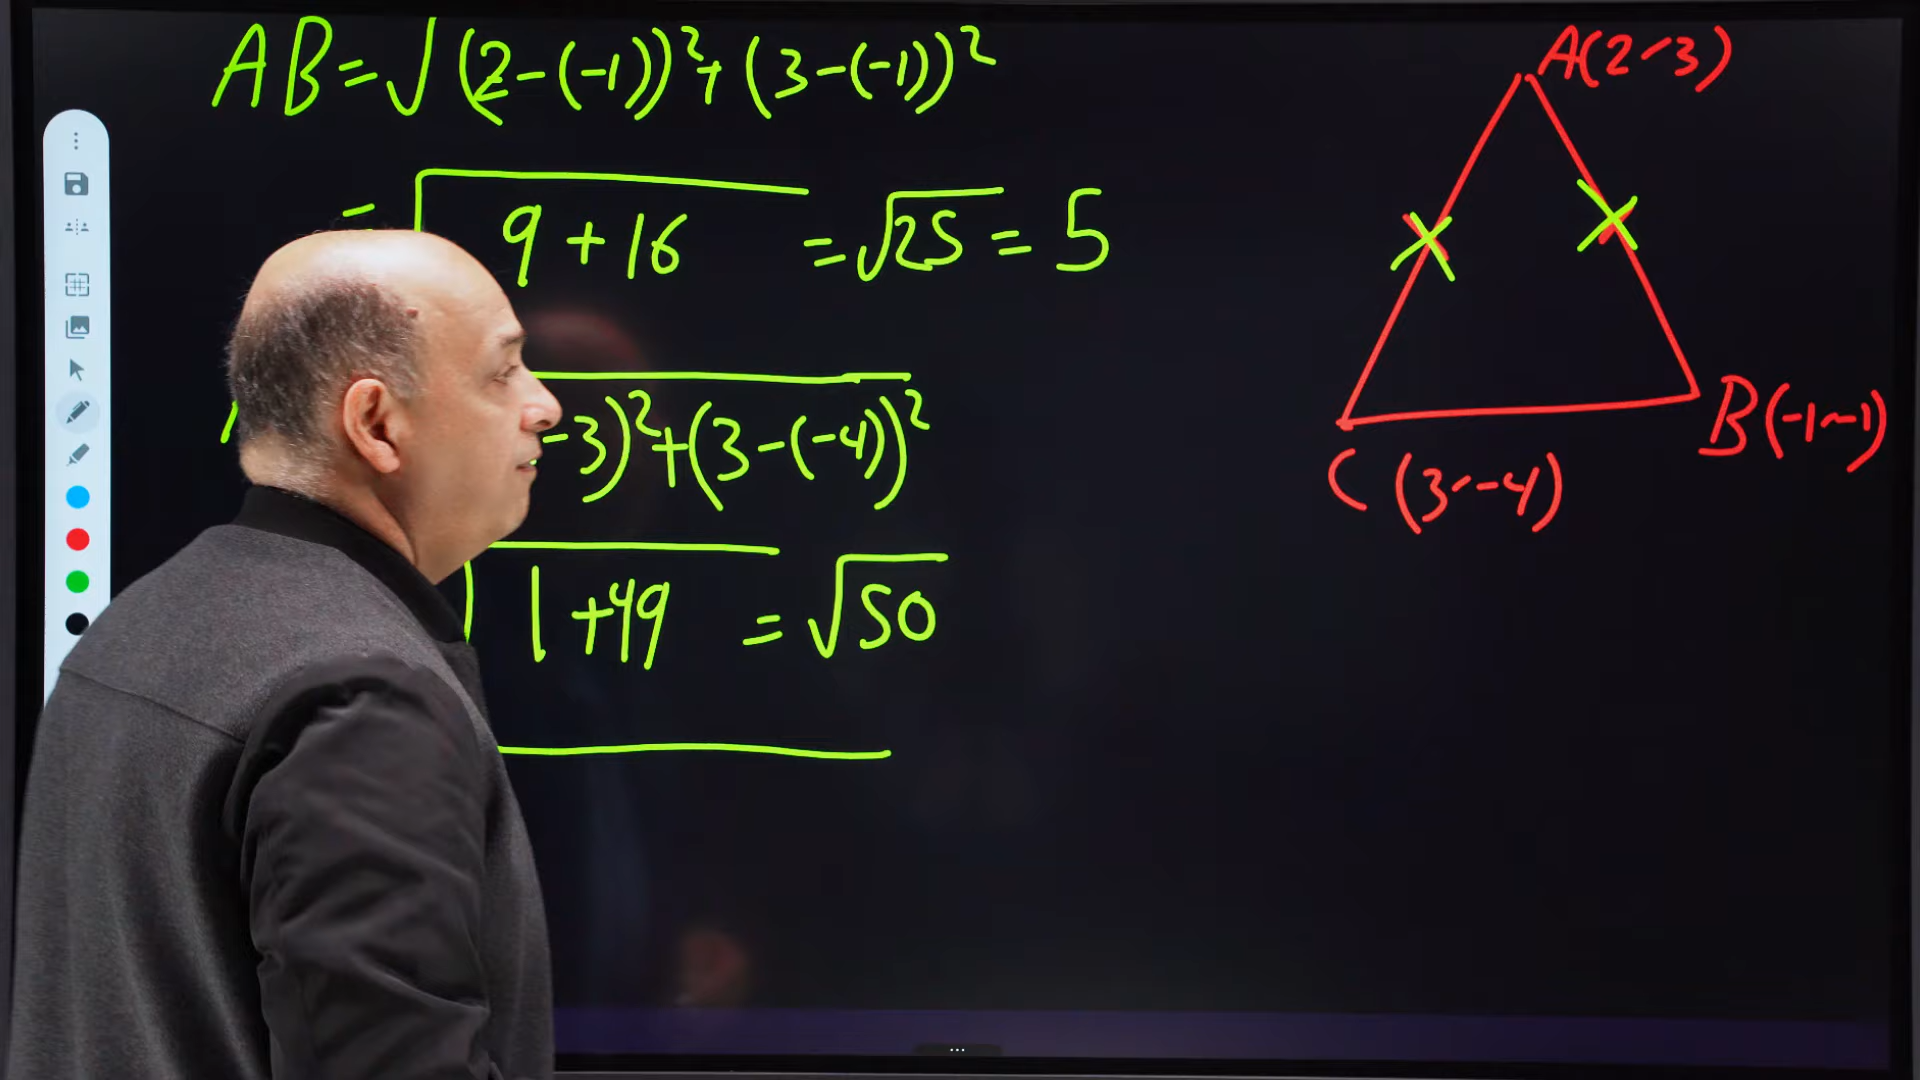 AB=√(2-(-1))²+(3-(-1))²
= √9+16 =√25=5
-3)²+(3-(-4))²
1+49 =√50
A(2،3)
B(-1،-1)
C(3،-4)